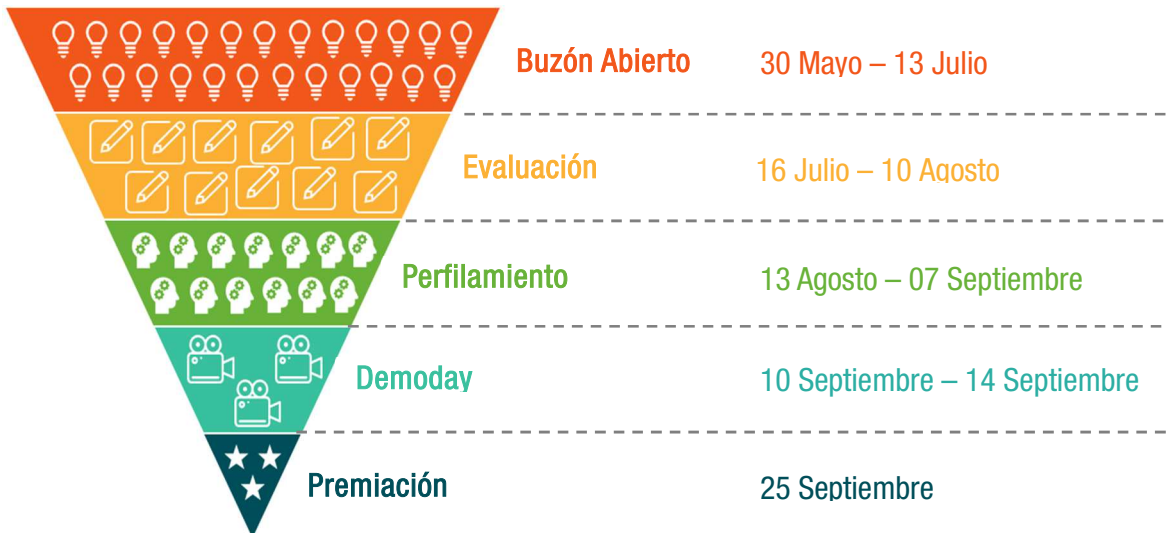 Buzón Abierto 30 Mayo – 13 Julio
Evaluación 16 Julio – 10 Agosto
Perfilamiento 13 Agosto – 07 Septiembre
Demoday 10 Septiembre – 14 Septiembre
Premiación 25 Septiembre